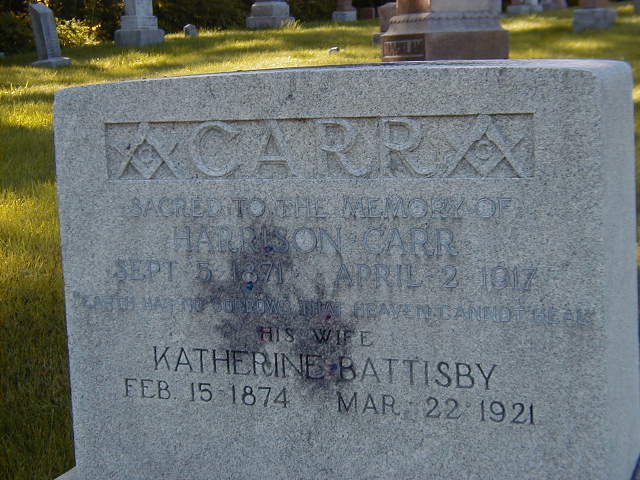 CARR
SACRED TO THE MEMORY OF
HARRISON CARR
SEPT. 5 1871 APRIL 2 1917
EARTH HAS NO SORROWS THAT HEAVEN CANNOT HEAL
HIS WIFE
KATHERINE BATTISBY
FEB. 15-1874 MAR. 22 1921